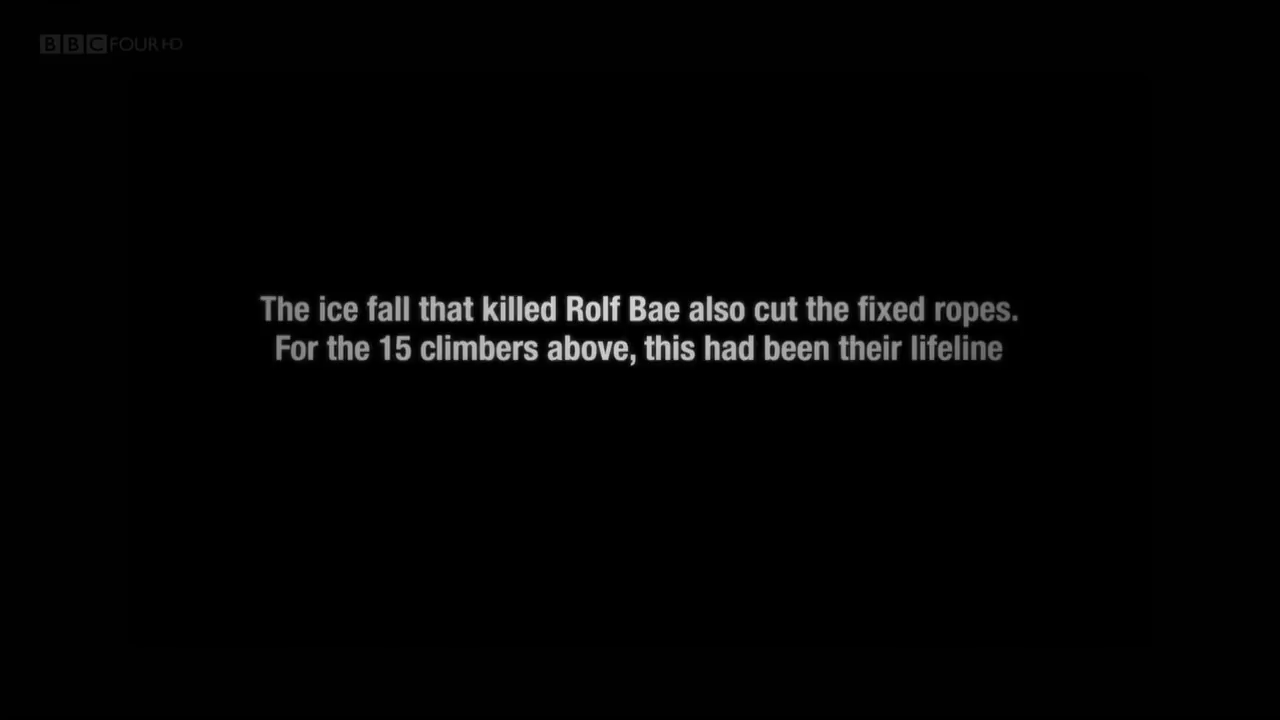 BBC FOUR HD
The ice fall that killed Rolf Bae also cut the fixed ropes.
For the 15 climbers above, this had been their lifeline